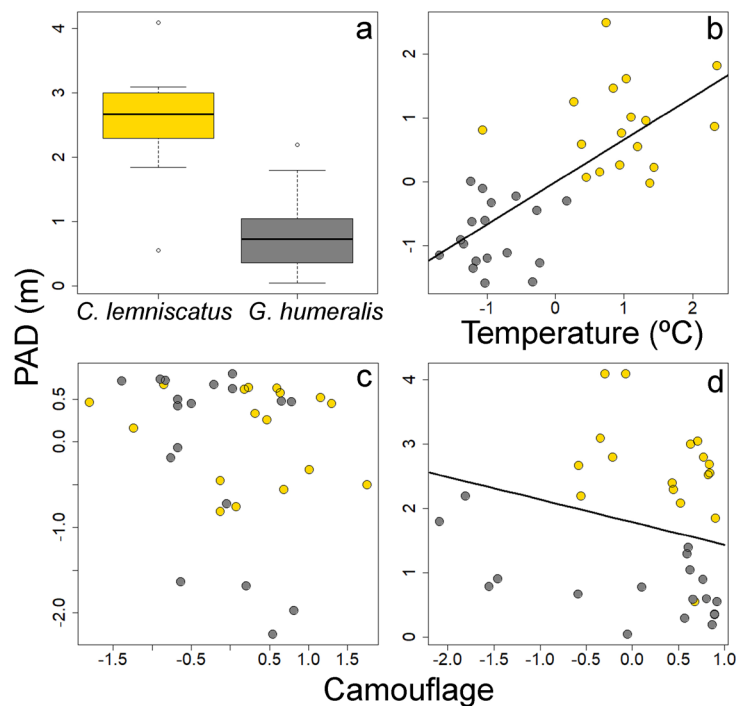 PAD (m)
a
4
3
2
1
0
C. lemniscatus G. humeralis
b
2
1
0
-1
-1 0 1 2
Temperature (ºC)
c
0.5
0.0
-1.0
-2.0
-1.5 -0.5 0.5 1.5
d
4
3
2
1
0
-2.0 -1.5 -1.0 -0.5 0.0 0.5 1.0
Camouflage